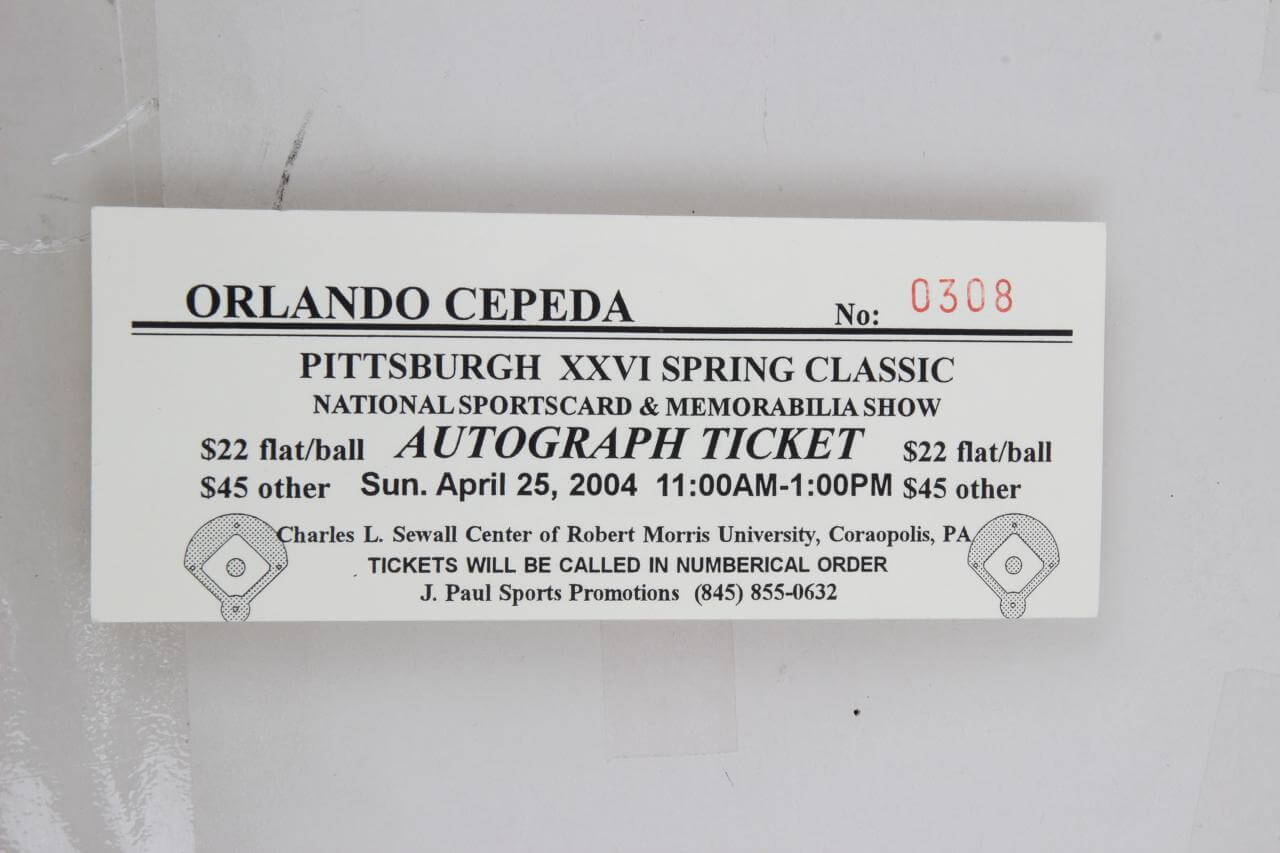 ORLANDO CEPEDA No: 0308
PITTSBURGH XXVI SPRING CLASSIC
NATIONAL SPORTSCARD & MEMORABILIA SHOW
$22 flat/ball AUTOGRAPH TICKET $22 flat/ball
$45 other Sun. April 25, 2004 11:00AM-1:00PM $45 other
Charles L. Sewall Center of Robert Morris University, Coraopolis, PA
TICKETS WILL BE CALLED IN NUMBERICAL ORDER
J. Paul Sports Promotions (845) 855-0632